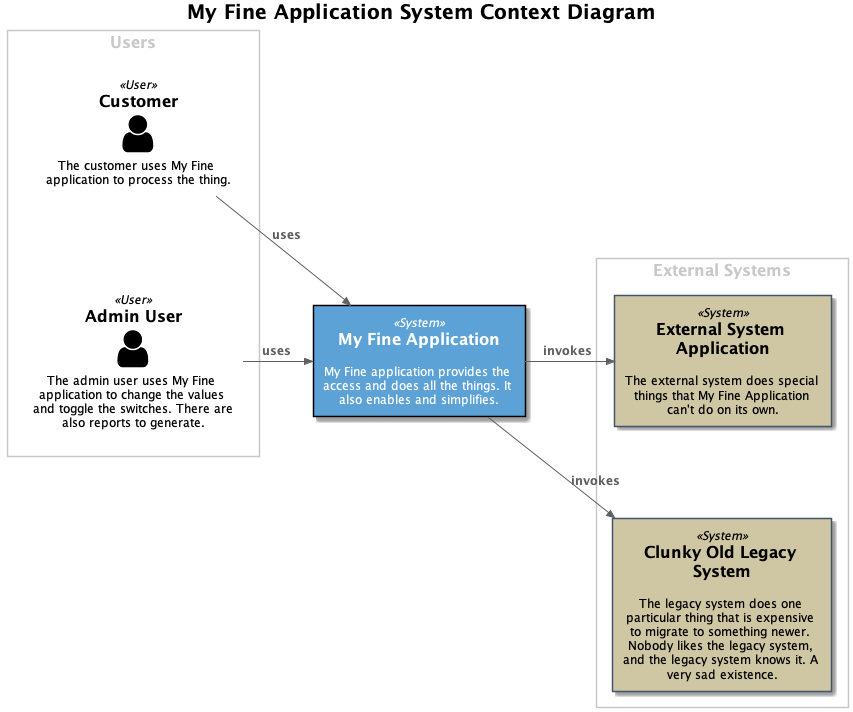 My Fine Application System Context Diagram
Users
«User»
Customer
The customer uses My Fine
application to process the thing.
uses
«User»
Admin User
The admin user uses My Fine
application to change the values
and toggle the switches. There are
also reports to generate.
uses
«System»
My Fine Application
My Fine application provides the
access and does all the things. It
also enables and simplifies.
invokes
invokes
External Systems
«System»
External System
Application
The external system does special
things that My Fine Application
can't do on its own.
«System»
Clunky Old Legacy
System
The legacy system does one
particular thing that is expensive
to migrate to something newer.
Nobody likes the legacy system,
and the legacy system knows it. A
very sad existence.